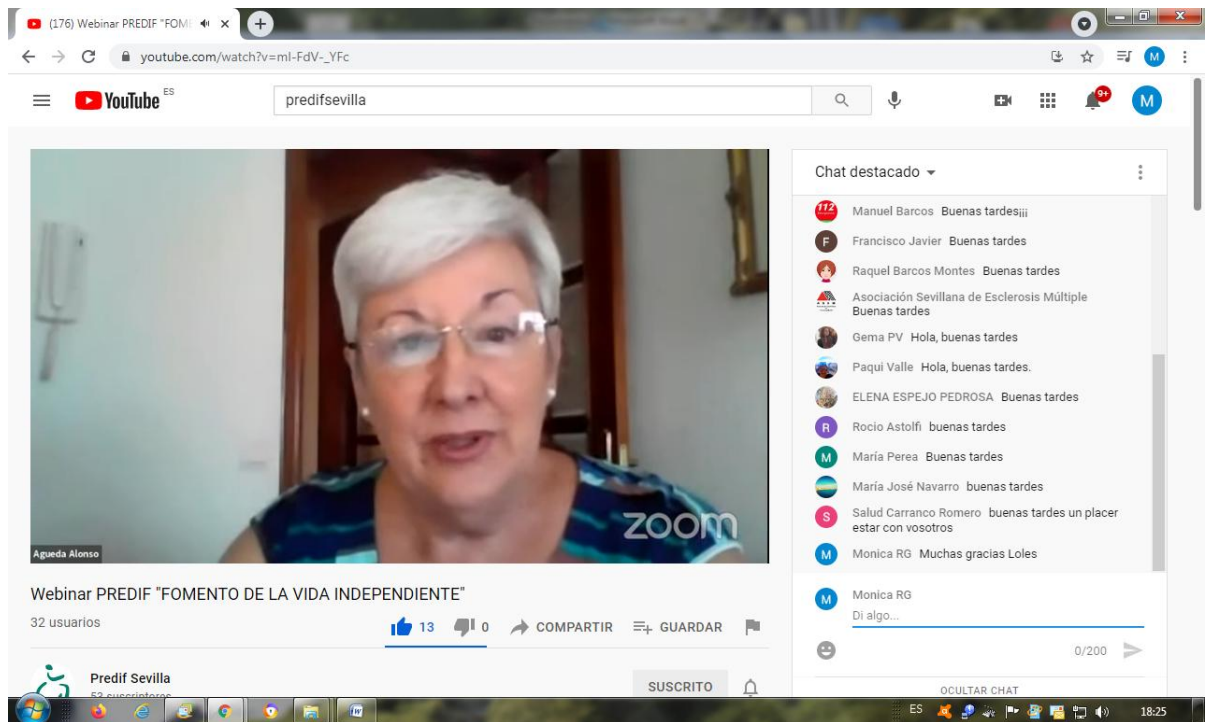 (176) Webinar PREDIF "FOM
youtube.com/watch?v=mI-FdV-_YFc
M
YouTube ES
predifsevilla
9+
M
zoom
Agueda Alonso
Webinar PREDIF "FOMENTO DE LA VIDA INDEPENDIENTE"
32 usuarios
13
0
COMPARTIR
GUARDAR
Predif Sevilla
53 suscriptores
SUSCRITO
Chat destacado
112
Manuel Barcos Buenas tardes¡¡¡
F
Francisco Javier Buenas tardes
Raquel Barcos Montes Buenas tardes
Asociación Sevillana de Esclerosis Múltiple
Buenas tardes
Gema PV Hola, buenas tardes
Paqui Valle Hola, buenas tardes.
ELENA ESPEJO PEDROSA Buenas tardes
R
Rocio Astolfi buenas tardes
M
María Perea Buenas tardes
María José Navarro buenas tardes
S
Salud Carranco Romero buenas tardes un placer
estar con vosotros
M
Monica RG Muchas gracias Loles
M
Monica RG
Di algo...
0/200
OCULTAR CHAT
ES
18:25